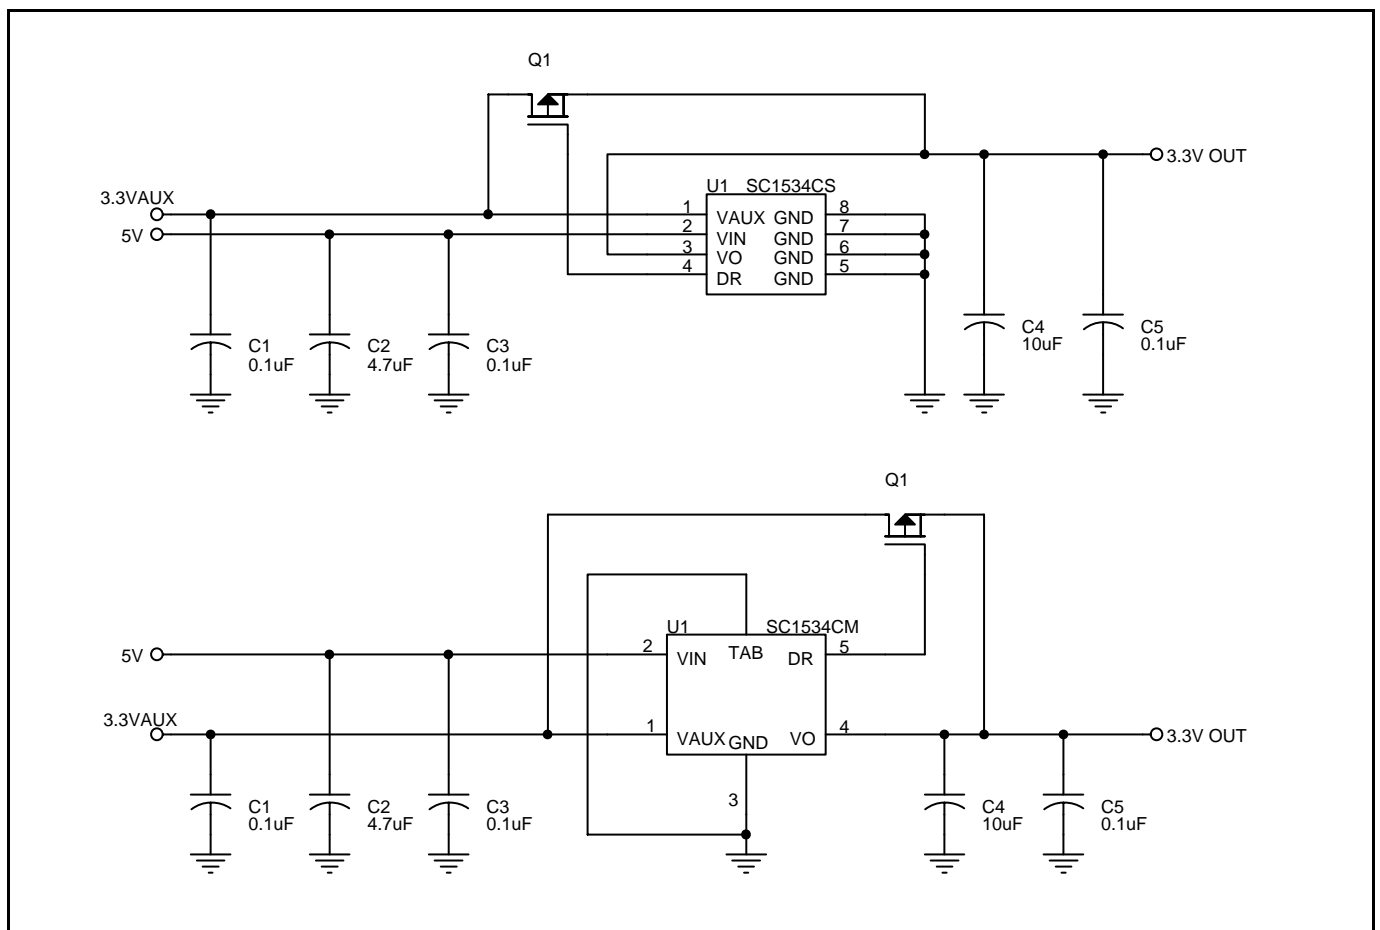 Q1
3.3V OUT
U1 SC1534CS
3.3VAUX
5V
1 VAUX GND 8
2 VIN GND 7
3 VO GND 6
4 DR GND 5
C1
0.1uF
C2
4.7uF
C3
0.1uF
C4
10uF
C5
0.1uF
Q1
U1 SC1534CM
5V
2 VIN TAB DR 5
3.3VAUX
1 VAUX GND VO 4
3.3V OUT
3
C1
0.1uF
C2
4.7uF
C3
0.1uF
C4
10uF
C5
0.1uF